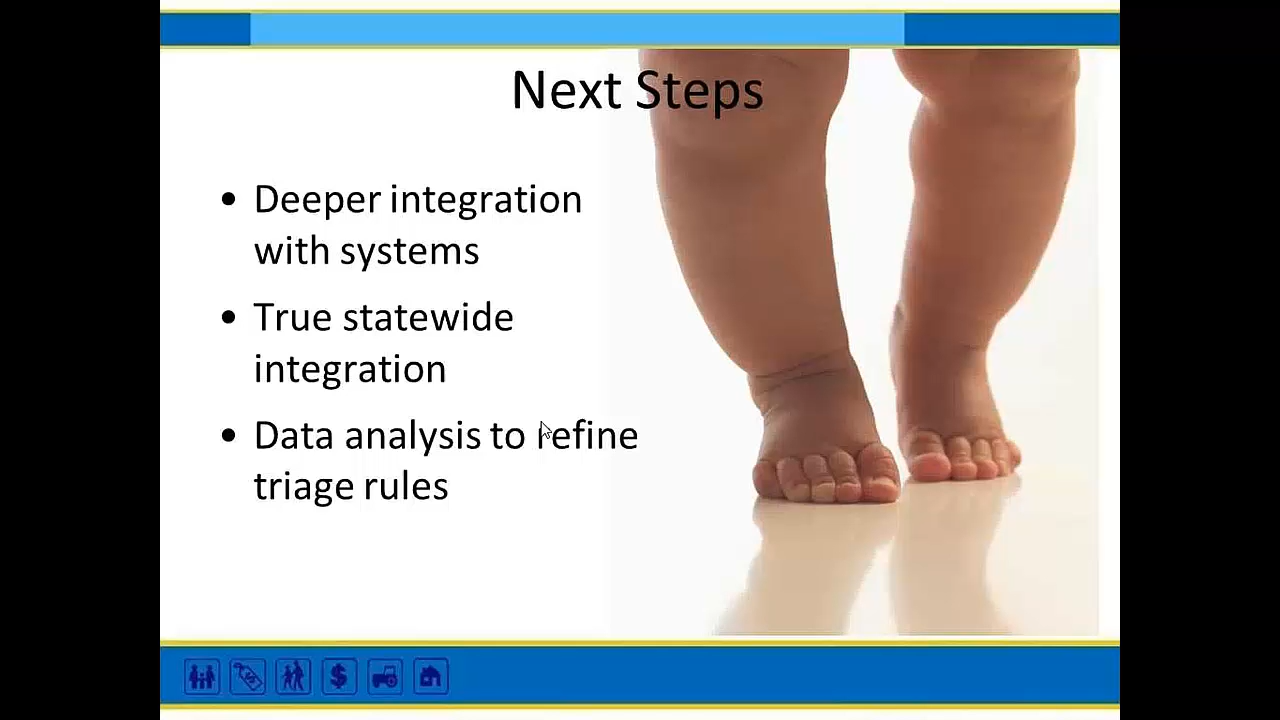 Next Steps
• Deeper integration
with systems
• True statewide
integration
• Data analysis to refine
triage rules
$